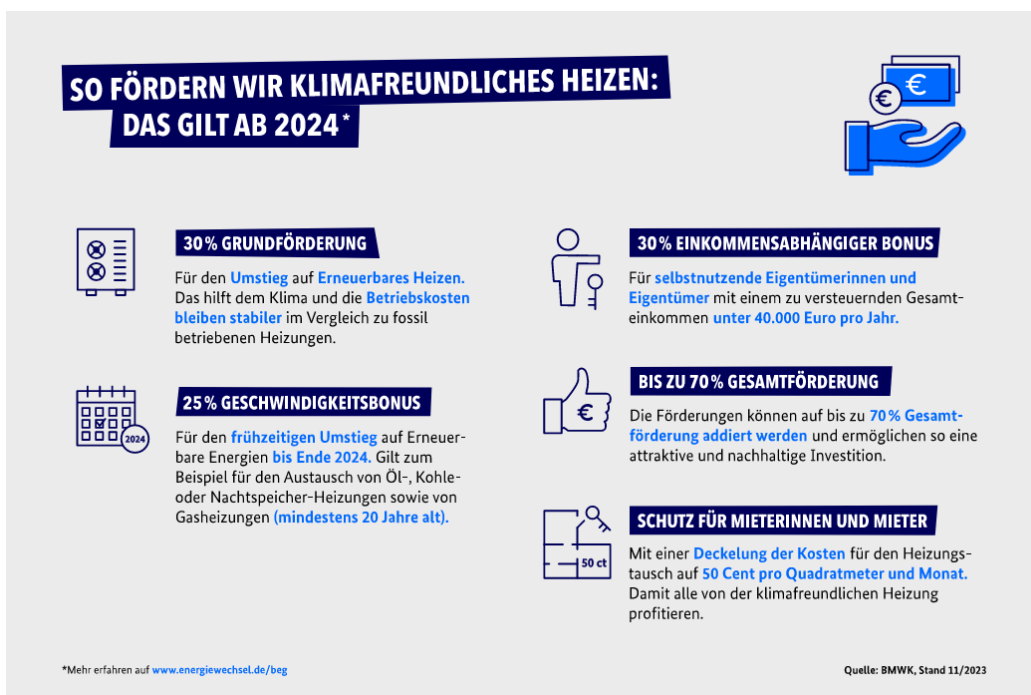 SO FÖRDERN WIR KLIMAFREUNDLICHES HEIZEN:
DAS GILT AB 2024*
€
€
30 % GRUNDFÖRDERUNG
Für den Umstieg auf Erneuerbares Heizen.
Das hilft dem Klima und die Betriebskosten
bleiben stabiler im Vergleich zu fossil
betriebenen Heizungen.
2024
25 % GESCHWINDIGKEITSBONUS
Für den frühzeitigen Umstieg auf Erneuer-
bare Energien bis Ende 2024. Gilt zum
Beispiel für den Austausch von Öl-, Kohle-
oder Nachtspeicher-Heizungen sowie von
Gasheizungen (mindestens 20 Jahre alt).
30 % EINKOMMENSABHÄNGIGER BONUS
Für selbstnutzende Eigentümerinnen und
Eigentümer mit einem zu versteuernden Gesamt-
einkommen unter 40.000 Euro pro Jahr.
€
BIS ZU 70 % GESAMTFÖRDERUNG
Die Förderungen können auf bis zu 70 % Gesamt-
förderung addiert werden und ermöglichen so eine
attraktive und nachhaltige Investition.
50 ct
SCHUTZ FÜR MIETERINNEN UND MIETER
Mit einer Deckelung der Kosten für den Heizungs-
tausch auf 50 Cent pro Quadratmeter und Monat.
Damit alle von der klimafreundlichen Heizung
profitieren.
*Mehr erfahren auf www.energiewechsel.de/beg
Quelle: BMWK, Stand 11/2023